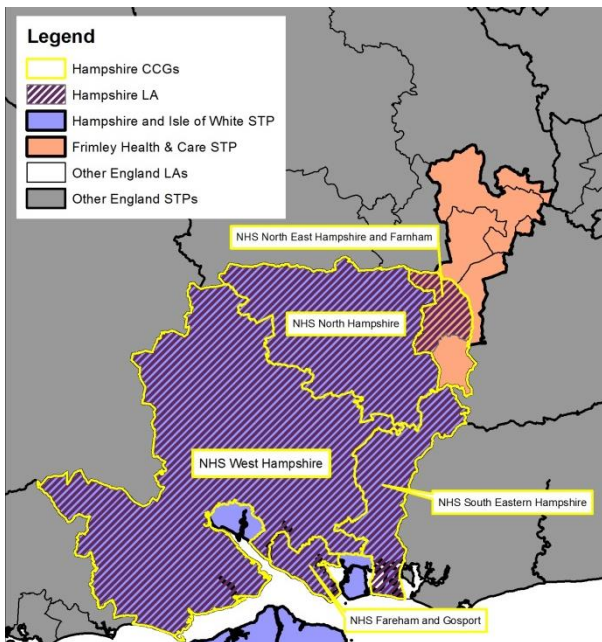 Legend
Hampshire CCGs
Hampshire LA
Hampshire and Isle of White STP
Frimley Health & Care STP
Other England LAs
Other England STPs
NHS North East Hampshire and Farnham
NHS North Hampshire
NHS West Hampshire
NHS South Eastern Hampshire
NHS Fareham and Gosport